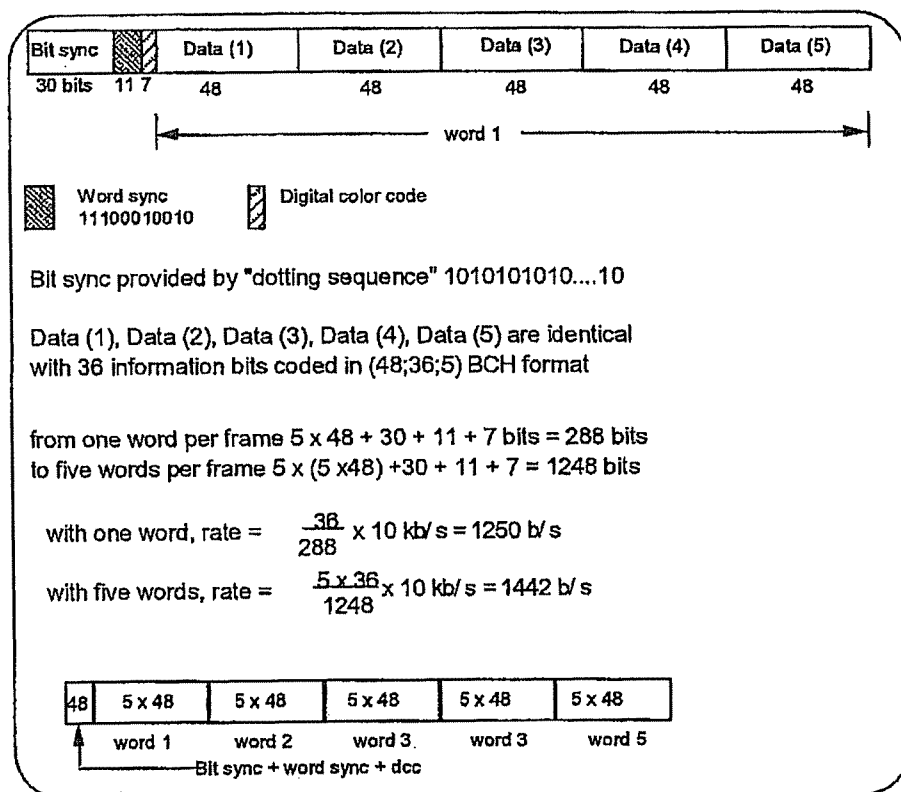 Bit sync Data (1) Data (2) Data (3) Data (4) Data (5)
30 bits 11 7 48 48 48 48 48
word 1
Word sync Digital color code
11100010010
Bit sync provided by "dotting sequence" 1010101010....10
Data (1), Data (2), Data (3), Data (4), Data (5) are identical
with 36 information bits coded in (48;36;5) BCH format
from one word per frame 5 x 48 + 30 + 11 + 7 bits = 288 bits
to five words per frame 5 x (5 x48) +30 + 11 + 7 = 1248 bits
with one word, rate = 36/288 x 10 kb/s = 1250 b/s
with five words, rate = 5 x 36/1248 x 10 kb/s = 1442 b/s
48 5 x 48 5 x 48 5 x 48 5 x 48 5 x 48
word 1 word 2 word 3. word 3 word 5
Bit sync + word sync + dcc